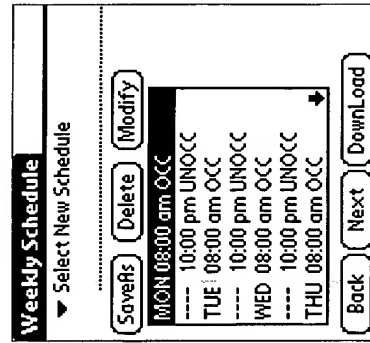 Weekly Schedule
Select New Schedule
SaveAs Delete Modify
MON 08:00 am OCC
---- 10:00 pm UNOCC
TUE 08:00 am OCC
---- 10:00 pm UNOCC
WED 08:00 am OCC
---- 10:00 pm UNOCC
THU 08:00 am OCC
Back Next DownLoad